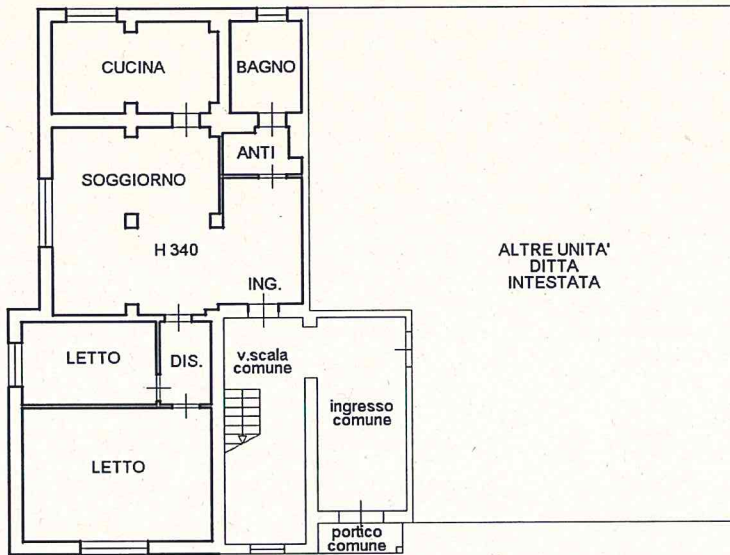 CUCINA
BAGNO
ANTI
SOGGIORNO
H 340
ING.
ALTRE UNITA'
DITTA
INTESTATA
LETTO
DIS.
v.scala
comune
ingresso
comune
LETTO
portico
comune